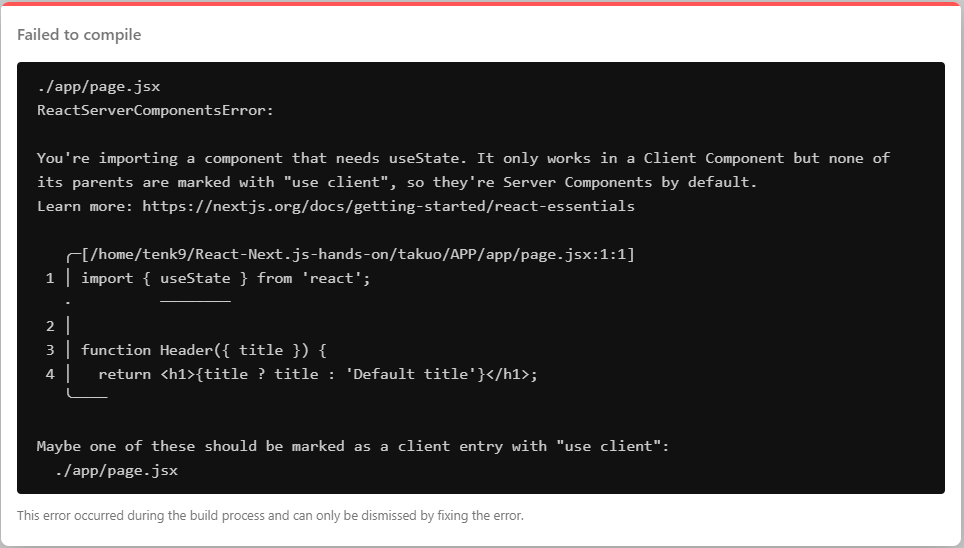 Failed to compile
./app/page.jsx
ReactServerComponentsError:
You're importing a component that needs useState. It only works in a Client Component but none of
its parents are marked with "use client", so they're Server Components by default.
Learn more: https://nextjs.org/docs/getting-started/react-essentials
╭─[/home/tenk9/React-Next.js-hands-on/takuo/APP/app/page.jsx:1:1]
1 │ import { useState } from 'react';
· ────────
2 │
3 │ function Header({ title }) {
4 │   return <h1>{title ? title : 'Default title'}</h1>;
╰────
Maybe one of these should be marked as a client entry with "use client":
./app/page.jsx
This error occurred during the build process and can only be dismissed by fixing the error.